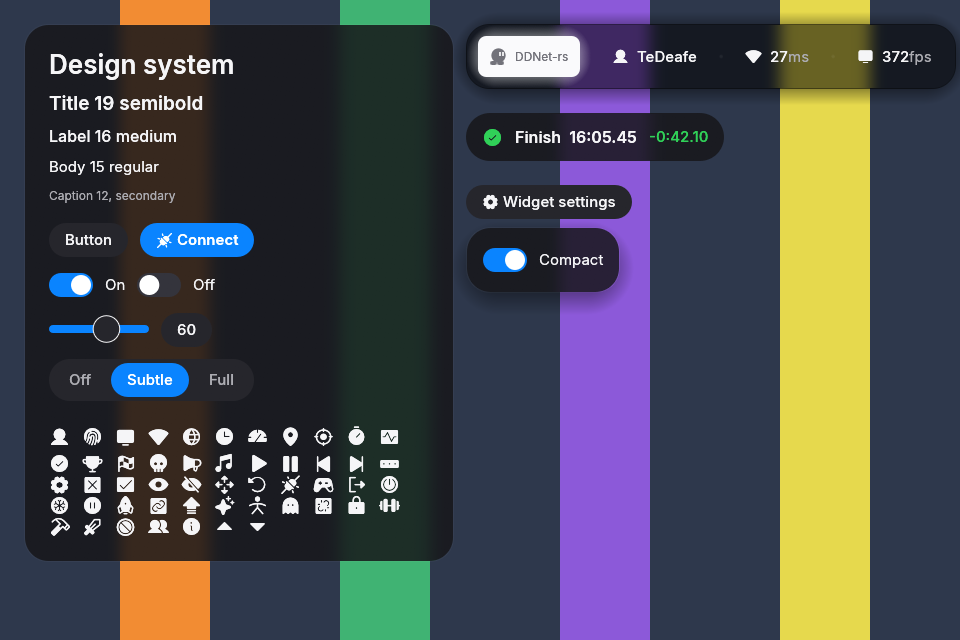 Design system
Title 19 semibold
Label 16 medium
Body 15 regular
Caption 12, secondary
Button
Connect
On
Off
60
Off
Subtle
Full
DDNet-rs
TeDeafe
27ms
372fps
Finish 16:05.45 -0:42.10
Widget settings
Compact